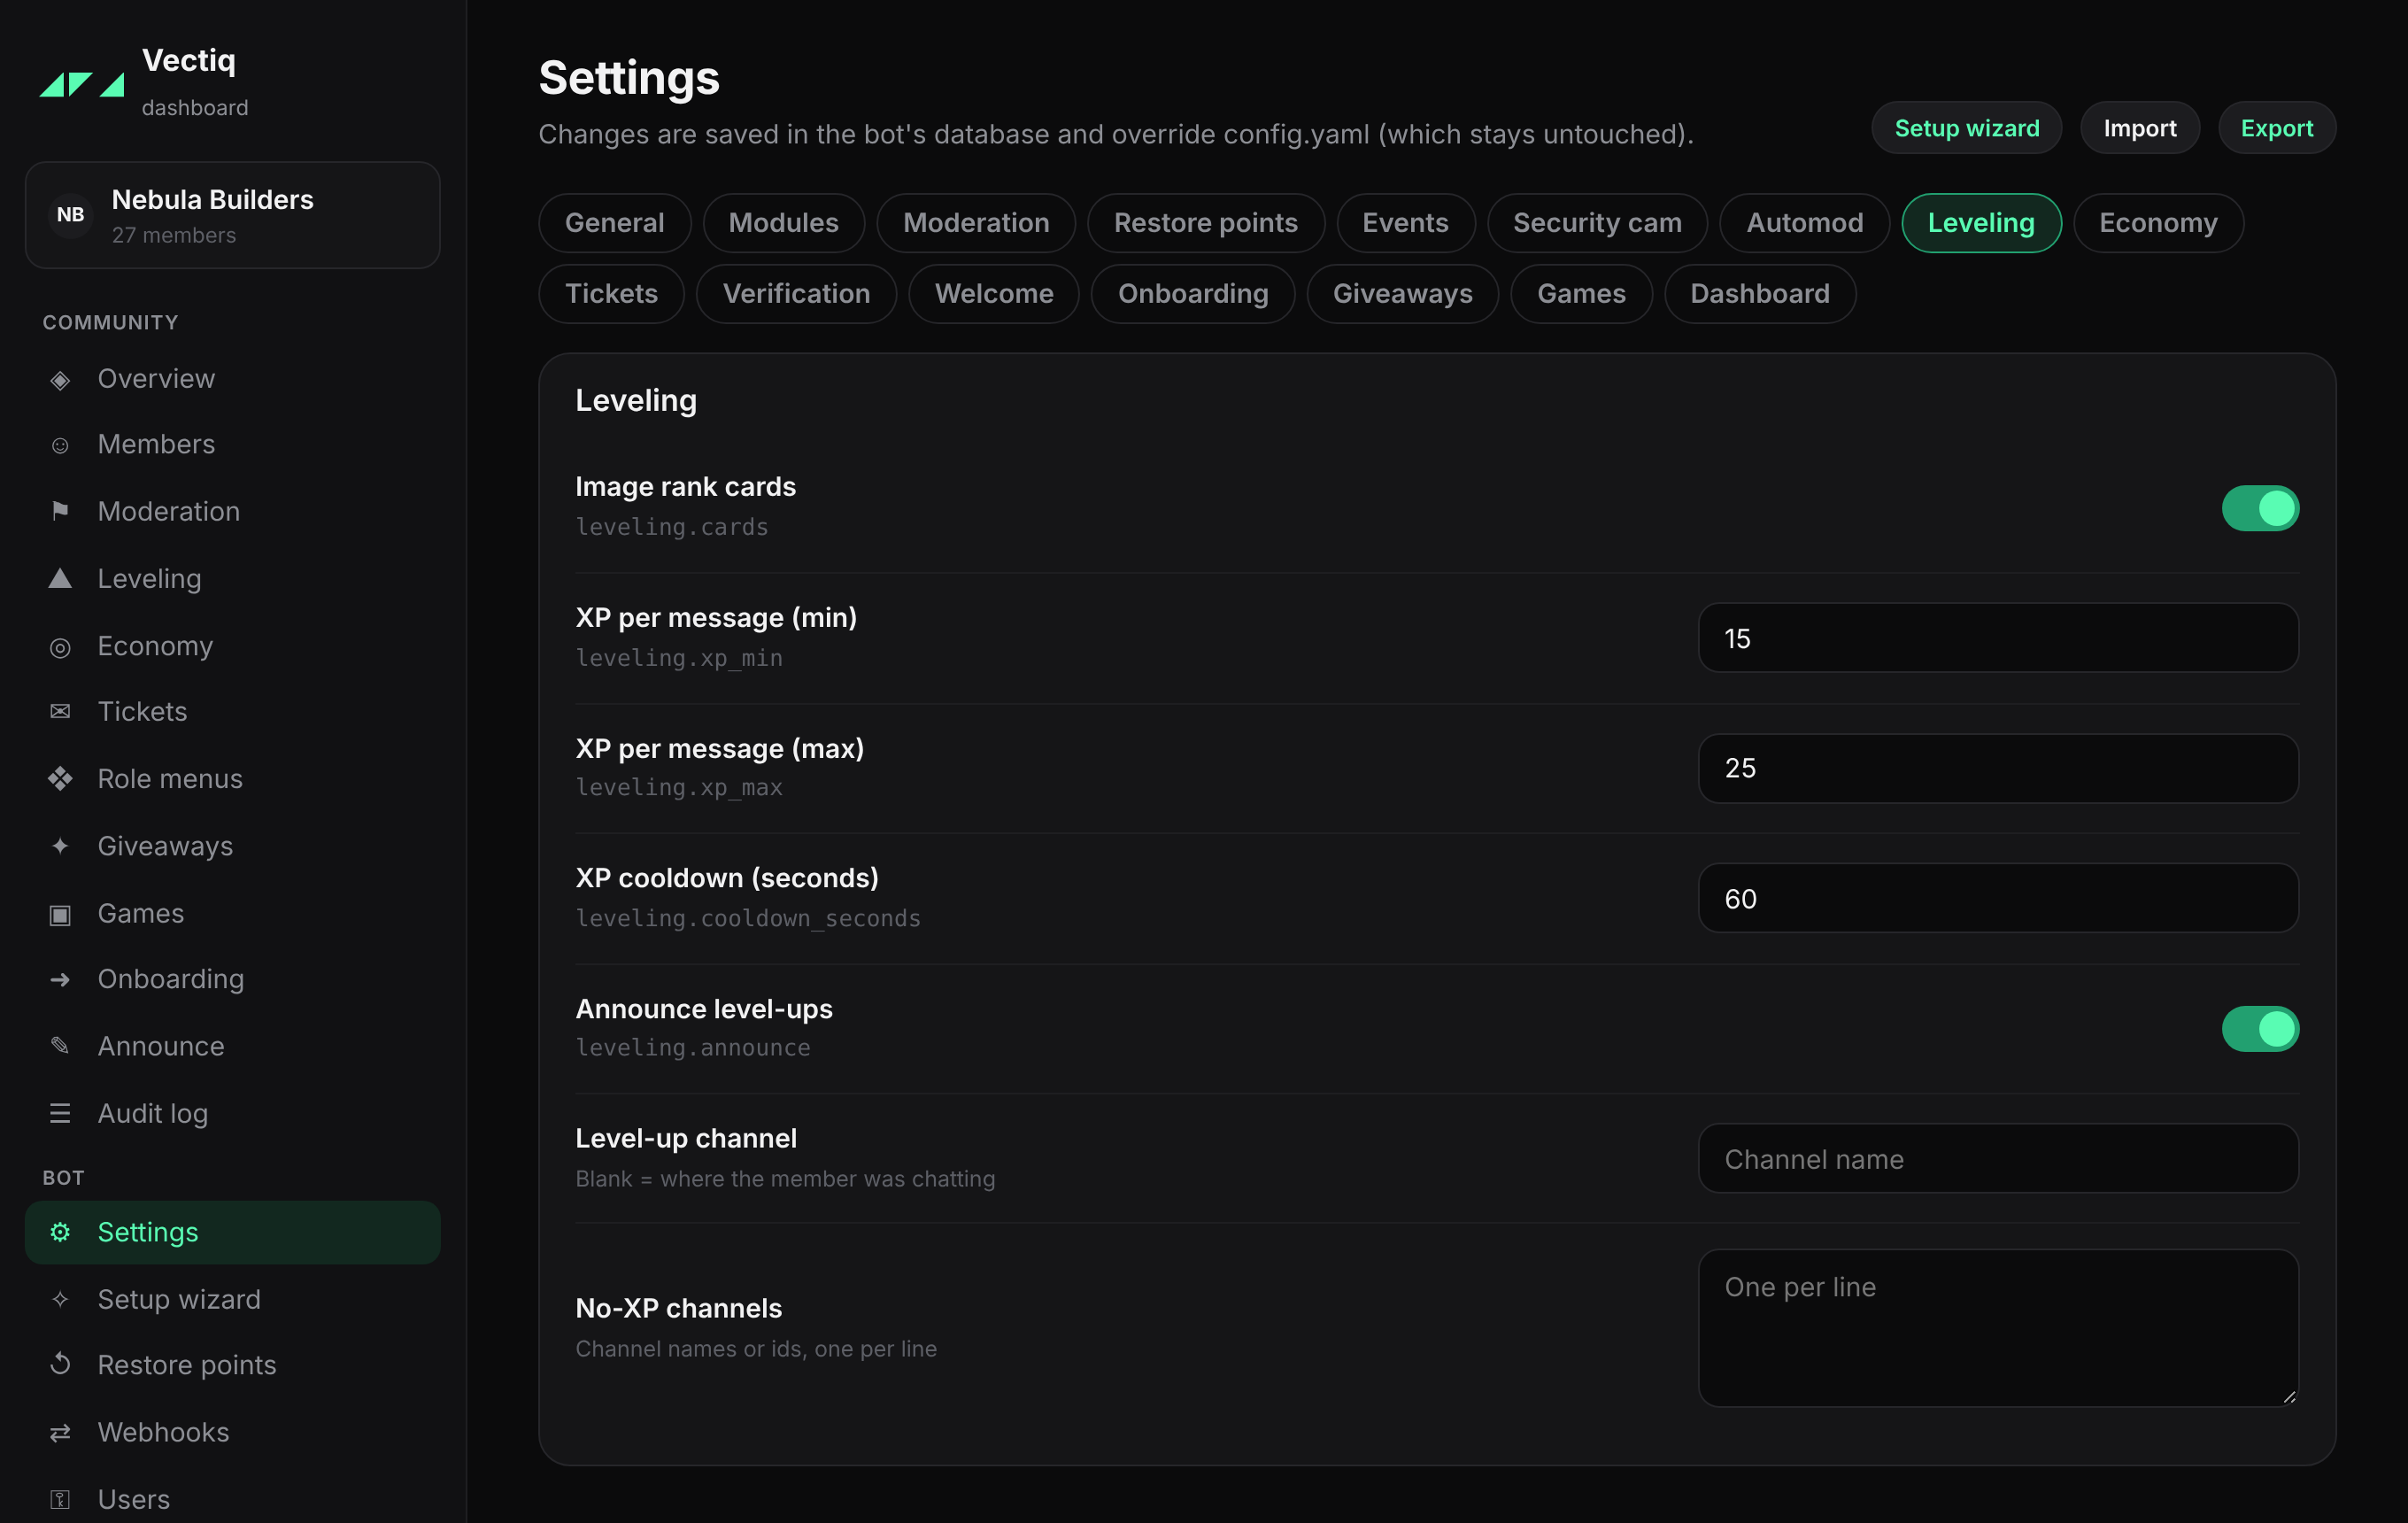 Vectiq
dashboard
NB
Nebula Builders
27 members
COMMUNITY
Overview
Members
Moderation
Leveling
Economy
Tickets
Role menus
Giveaways
Games
Onboarding
Announce
Audit log
BOT
Settings
Setup wizard
Restore points
Webhooks
Users
Settings
Changes are saved in the bot's database and override config.yaml (which stays untouched).
Setup wizard
Import
Export
General
Modules
Moderation
Restore points
Events
Security cam
Automod
Leveling
Economy
Tickets
Verification
Welcome
Onboarding
Giveaways
Games
Dashboard
Leveling
Image rank cards
leveling.cards
XP per message (min)
leveling.xp_min
15
XP per message (max)
leveling.xp_max
25
XP cooldown (seconds)
leveling.cooldown_seconds
60
Announce level-ups
leveling.announce
Level-up channel
Blank = where the member was chatting
Channel name
No-XP channels
Channel names or ids, one per line
One per line